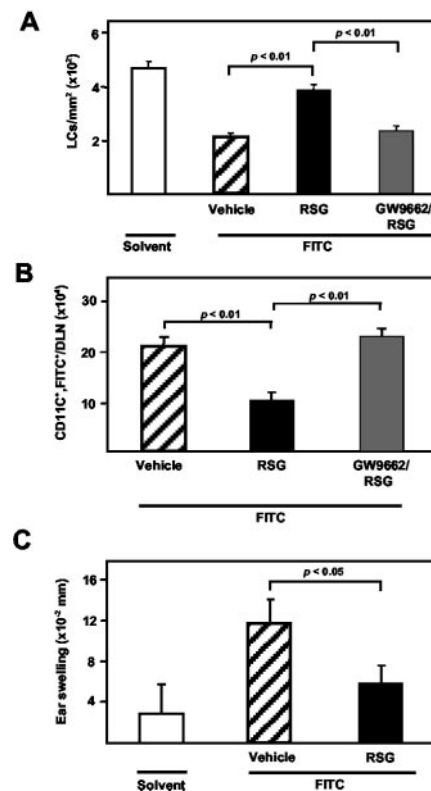 A
LCs/mm² (x10²)
6
4
2
p < 0.01
p < 0.01
Vehicle RSG GW9662/
RSG
Solvent FITC
B
CD11C⁺,FITC⁺/DLN (x10⁴)
30
20
10
p < 0.01
p < 0.01
Vehicle RSG GW9662/
RSG
FITC
C
Ear swelling (x10⁻² mm)
16
12
8
4
p < 0.05
Vehicle RSG
Solvent FITC